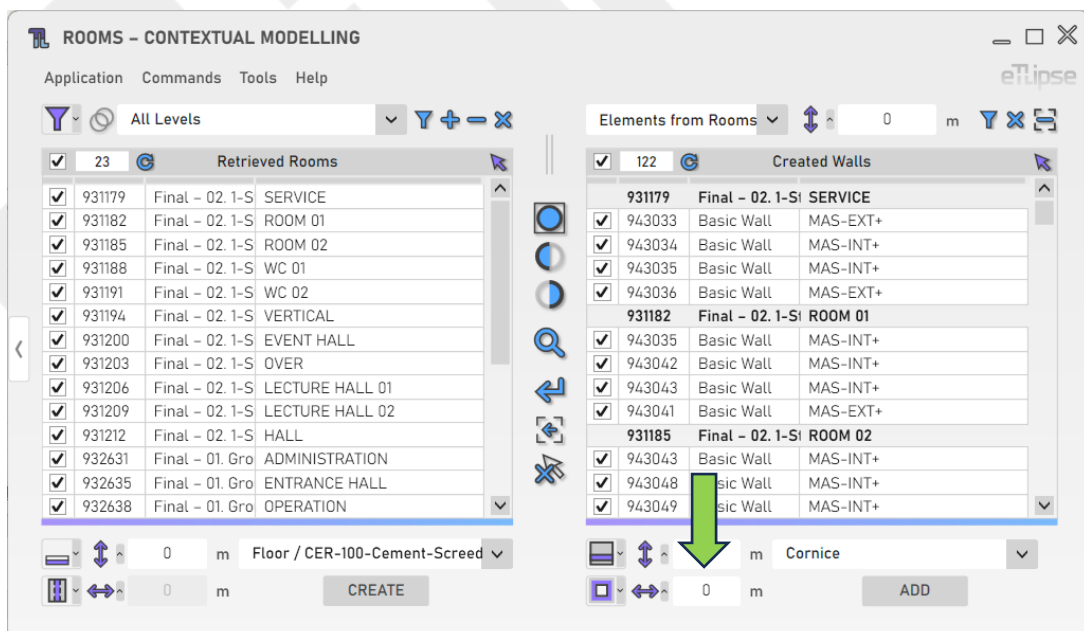 ROOMS – CONTEXTUAL MODELLING
Application Commands Tools Help
eTLipse
All Levels
Elements from Rooms 0 m
23 Retrieved Rooms
931179 Final – 02. 1-S SERVICE
931182 Final – 02. 1-S ROOM 01
931185 Final – 02. 1-S ROOM 02
931188 Final – 02. 1-S WC 01
931191 Final – 02. 1-S WC 02
931194 Final – 02. 1-S VERTICAL
931200 Final – 02. 1-S EVENT HALL
931203 Final – 02. 1-S OVER
931206 Final – 02. 1-S LECTURE HALL 01
931209 Final – 02. 1-S LECTURE HALL 02
931212 Final – 02. 1-S HALL
932631 Final – 01. Gro ADMINISTRATION
932635 Final – 01. Gro ENTRANCE HALL
932638 Final – 01. Gro OPERATION
122 Created Walls
931179 Final – 02. 1-St SERVICE
943033 Basic Wall MAS-EXT+
943034 Basic Wall MAS-INT+
943035 Basic Wall MAS-INT+
943036 Basic Wall MAS-EXT+
931182 Final – 02. 1-St ROOM 01
943035 Basic Wall MAS-INT+
943042 Basic Wall MAS-INT+
943043 Basic Wall MAS-INT+
943041 Basic Wall MAS-EXT+
931185 Final – 02. 1-St ROOM 02
943043 Basic Wall MAS-INT+
943048 Basic Wall MAS-INT+
943049 Basic Wall MAS-INT+
0 m Floor / CER-100-Cement-Screed
0 m CREATE
m Cornice
0 m ADD